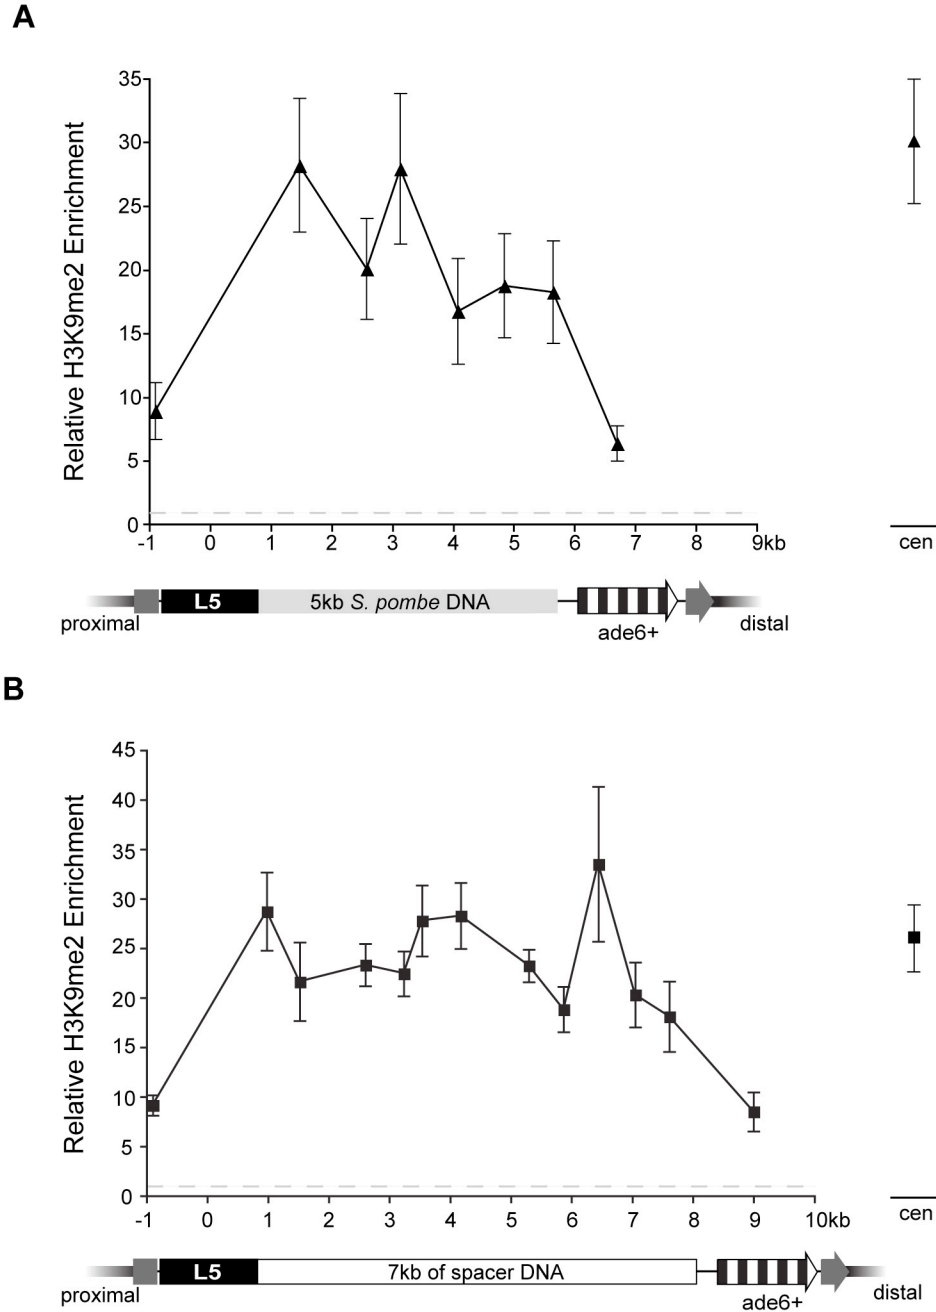 A
Relative H3K9me2 Enrichment
35
30
25
20
15
10
5
0
-1 0 1 2 3 4 5 6 7 8 9kb
cen
L5 5kb S. pombe DNA
proximal ade6+ distal
B
Relative H3K9me2 Enrichment
45
40
35
30
25
20
15
10
5
0
-1 0 1 2 3 4 5 6 7 8 9 10kb
cen
L5 7kb of spacer DNA
proximal ade6+ distal